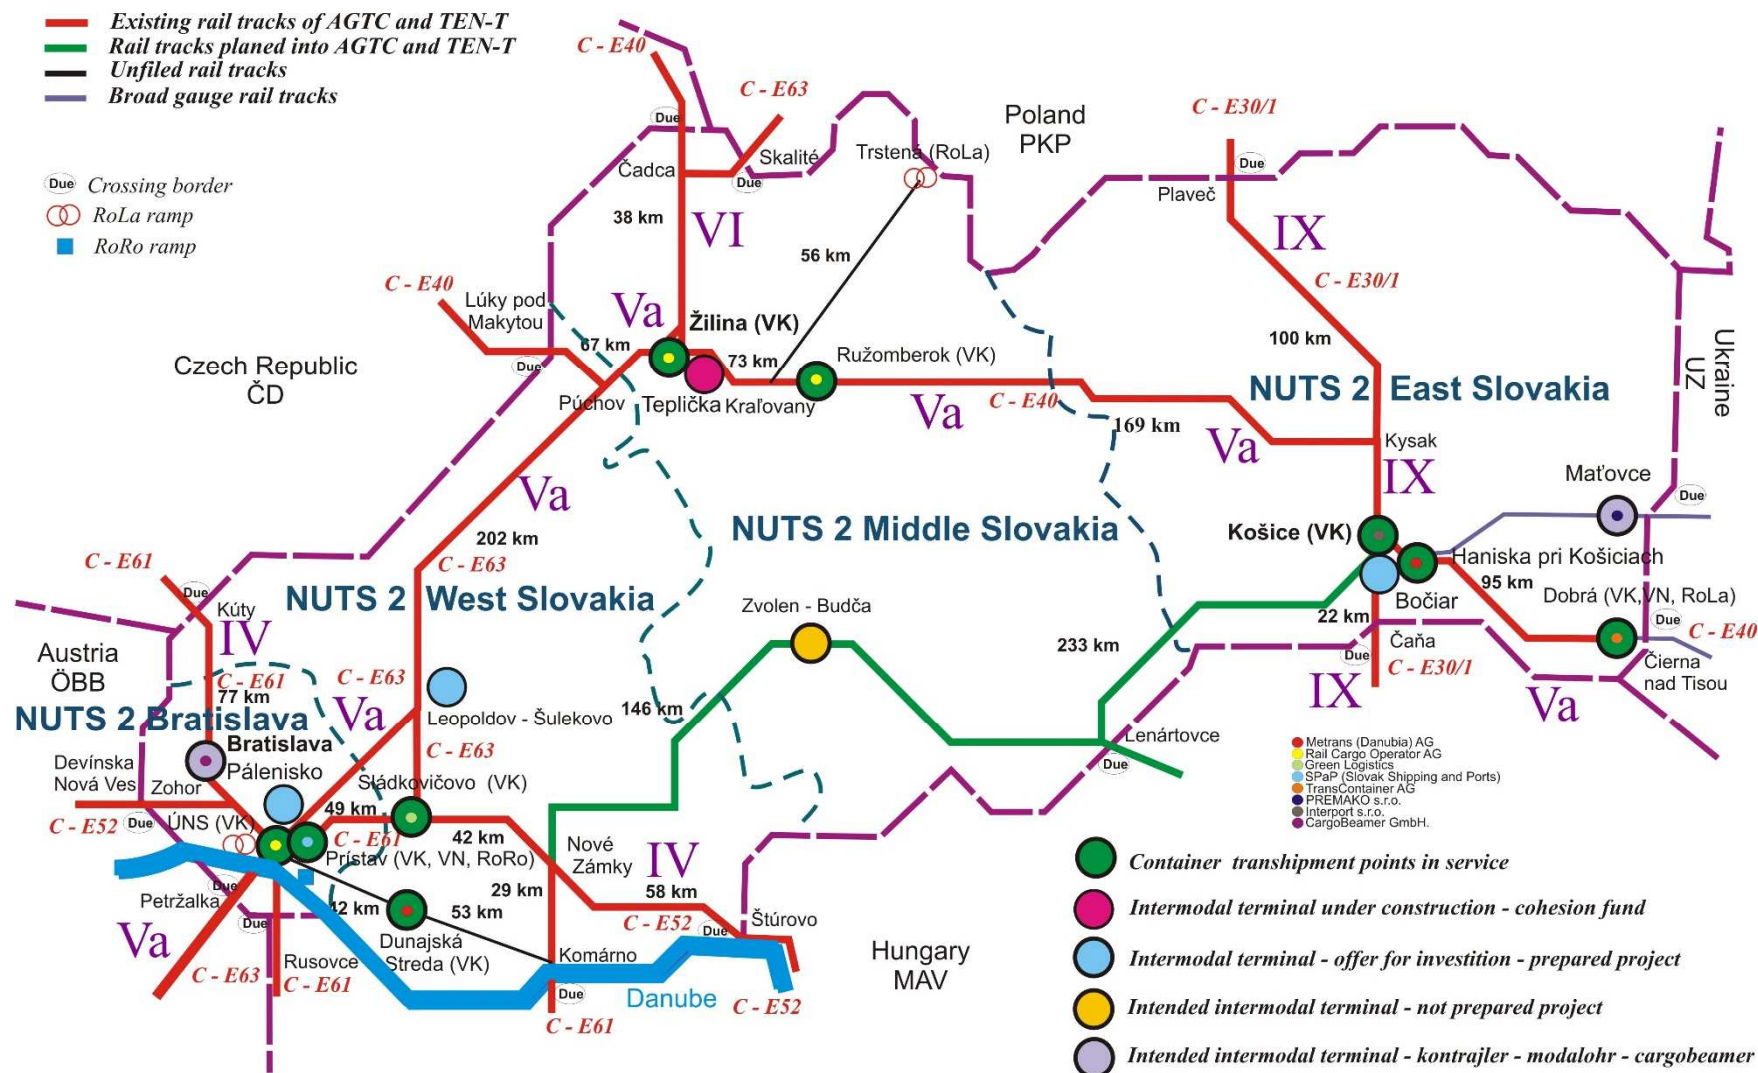 Existing rail tracks of AGTC and TEN-T
Rail tracks planed into AGTC and TEN-T
Unfiled rail tracks
Broad gauge rail tracks
Due Crossing border
RoLa ramp
RoRo ramp
C - E40
C - E63
Due
Čadca
Skalité
Due
38 km
VI
Trstená (RoLa)
56 km
Poland
PKP
C - E30/1
Due
Plaveč
IX
C - E30/1
100 km
Ukraine
UZ
C - E40
Lúky pod
Makytou
Due
Czech Republic
ČD
Va
67 km
Žilina (VK)
73 km
Ružomberok (VK)
Púchov
Teplička
Kraľovany
Va
C - E40
169 km
NUTS 2 East Slovakia
Va
Kysak
IX
Maťovce
Due
Va
202 km
C - E63
NUTS 2 Middle Slovakia
Košice (VK)
Haniska pri Košiciach
95 km
Bočiar
Dobrá (VK,VN, RoLa)
Due
C - E40
22 km
Čaňa
Due
C - E30/1
IX
Čierna
nad Tisou
Va
C - E61
Due
Kúty
IV
C - E61
77 km
NUTS 2 West Slovakia
Austria
ÖBB
NUTS 2 Bratislava
C - E63
Va
Leopoldov - Šulekovo
C - E63
Zvolen - Budča
146 km
233 km
Lenártovce
Due
Bratislava
Pálenisko
Devínska
Nová Ves
Zohor
C - E52
Due
ÚNS (VK)
49 km
C - E61
Sládkovičovo (VK)
42 km
Prístav (VK, VN, RoRo)
Nové
Zámky
IV
58 km
C - E52
Due
Štúrovo
29 km
Petržalka
Due
Va
Due
42 km
53 km
Dunajská
Streda (VK)
Komárno
Due
C - E61
C - E63
Rusovce
C - E61
Danube
C - E52
Hungary
MAV
Metrans (Danubia) AG
Rail Cargo Operator AG
Green Logistics
SPaP (Slovak Shipping and Ports)
TransContainer AG
PREMAKO s.r.o.
Interport s.r.o.
CargoBeamer GmbH.
Container transhipment points in service
Intermodal terminal under construction - cohesion fund
Intermodal terminal - offer for investition - prepared project
Intended intermodal terminal - not prepared project
Intended intermodal terminal - kontrajler - modalohr - cargobeamer